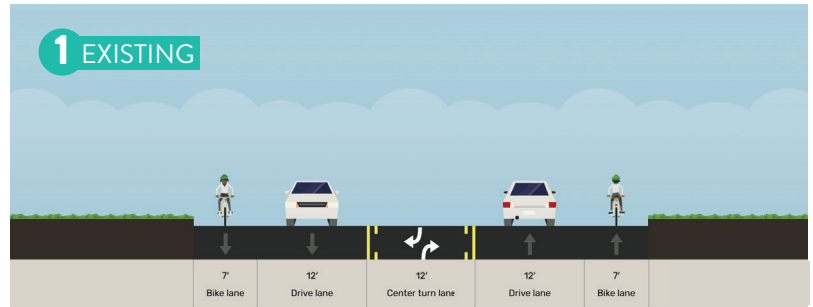 1 EXISTING
7' 12' 12' 12' 7'
Bike lane Drive lane Center turn lane Drive lane Bike lane